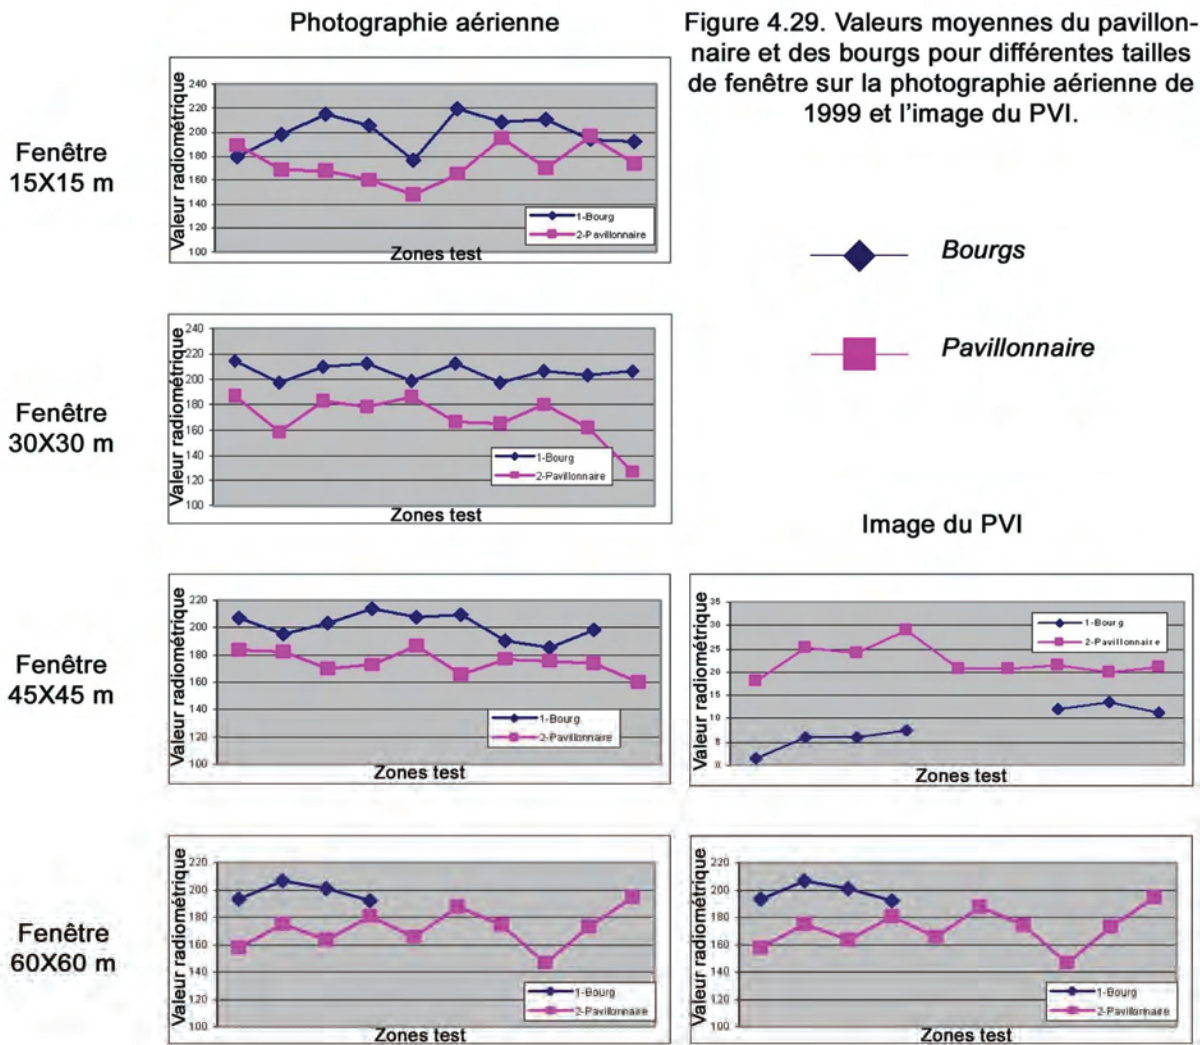 Photographie aérienne
Figure 4.29. Valeurs moyennes du pavillon-
naire et des bourgs pour différentes tailles
de fenêtre sur la photographie aérienne de
1999 et l'image du PVI.
Fenêtre
15X15 m
Valeur radiométrique
240
220
200
180
160
140
120
100
1-Bourg
2-Pavillonnaire
Zones test
Bourgs
Pavillonnaire
Fenêtre
30X30 m
Valeur radiométrique
240
220
200
180
160
140
120
100
1-Bourg
2-Pavillonnaire
Zones test
Image du PVI
Fenêtre
45X45 m
Valeur radiométrique
220
200
180
160
140
120
100
1-Bourg
2-Pavillonnaire
Zones test
Valeur radiométrique
35
30
25
20
15
10
5
0
1-Bourg
2-Pavillonnaire
Zones test
Fenêtre
60X60 m
Valeur radiométrique
220
200
180
160
140
120
100
1-Bourg
2-Pavillonnaire
Zones test
Valeur radiométrique
220
200
180
160
140
120
100
1-Bourg
2-Pavillonnaire
Zones test